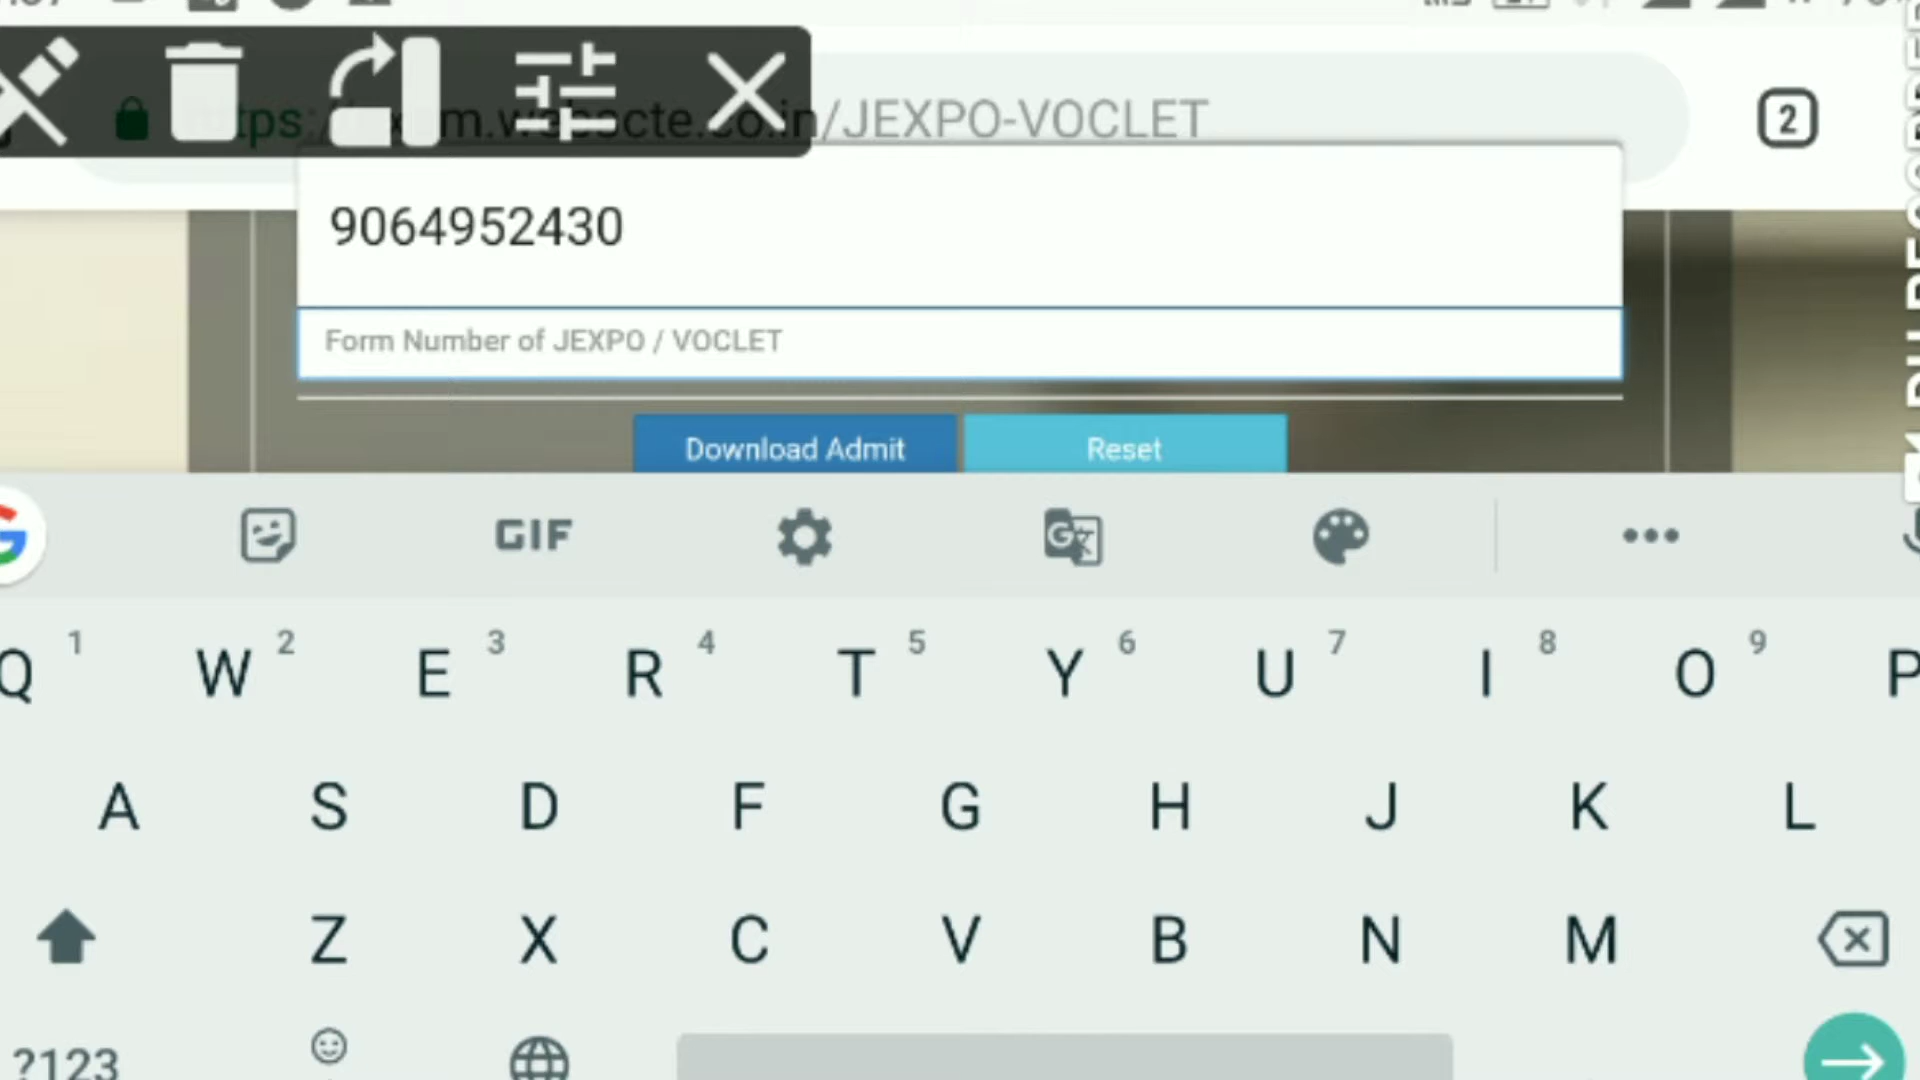 /JEXPO-VOCLET
2
9064952430
Form Number of JEXPO / VOCLET
Download Admit
Reset
GIF
1 2 3 4 5 6 7 8 9
Q W E R T Y U I O P
A S D F G H J K L
Z X C V B N M
?123